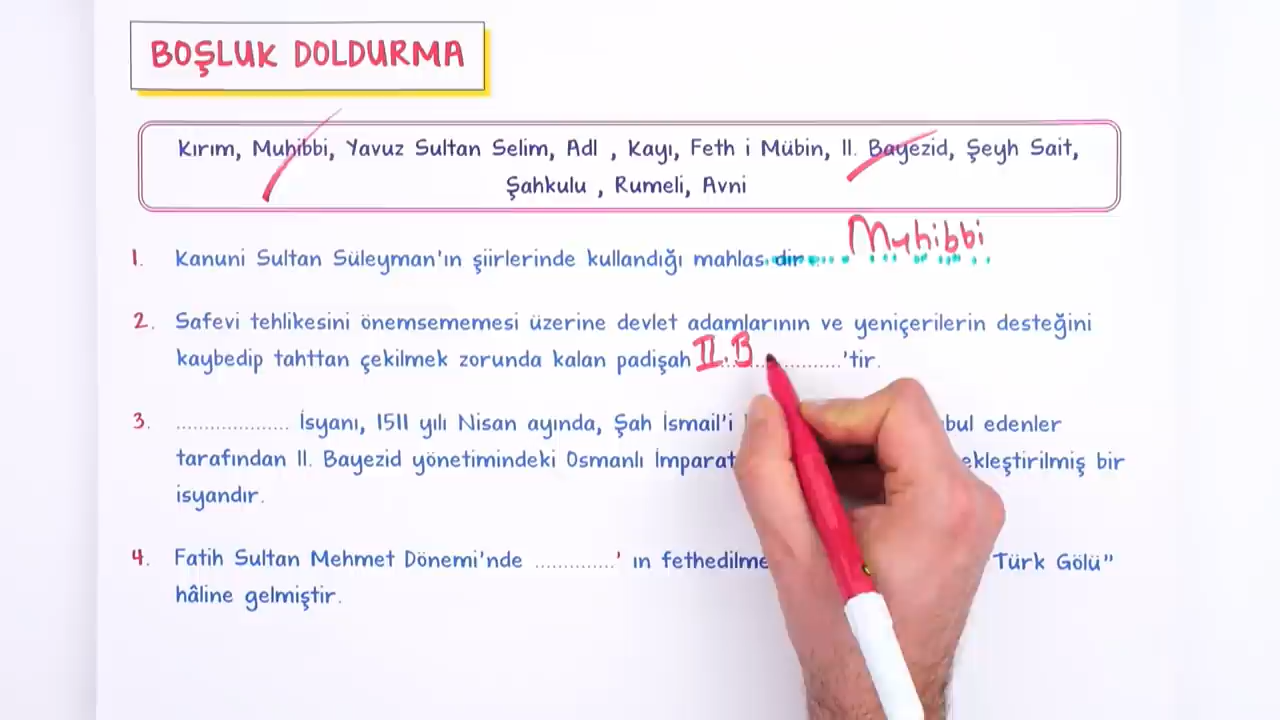 BOŞLUK DOLDURMA
Kırım, Muhibbi, Yavuz Sultan Selim, Adl , Kayı, Feth i Mübin, II. Bayezid, Şeyh Sait,
Şahkulu , Rumeli, Avni
Muhibbi
1. Kanuni Sultan Süleyman'ın şiirlerinde kullandığı mahlas dir
2. Safevi tehlikesini önemsememesi üzerine devlet adamlarının ve yeniçerilerin desteğini
kaybedip tahttan çekilmek zorunda kalan padişah II. B ..........'tir.
3. .................... İsyanı, 1511 yılı Nisan ayında, Şah İsmail'i edenler
tarafından II. Bayezid yönetimindeki Osmanlı bir
isyandır.
4. Fatih Sultan Mehmet Dönemi'nde ..............' ın Türk Gölü"
hâline gelmiştir.